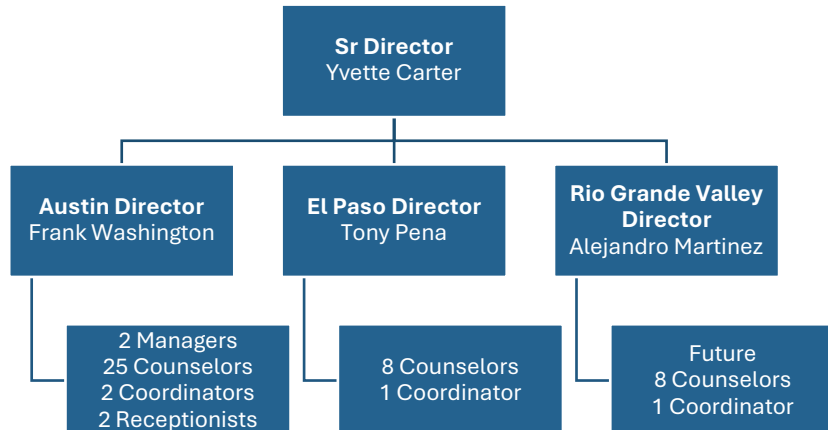 Sr Director
Yvette Carter
Austin Director
Frank Washington
El Paso Director
Tony Pena
Rio Grande Valley
Director
Alejandro Martinez
2 Managers
25 Counselors
2 Coordinators
2 Receptionists
8 Counselors
1 Coordinator
Future
8 Counselors
1 Coordinator